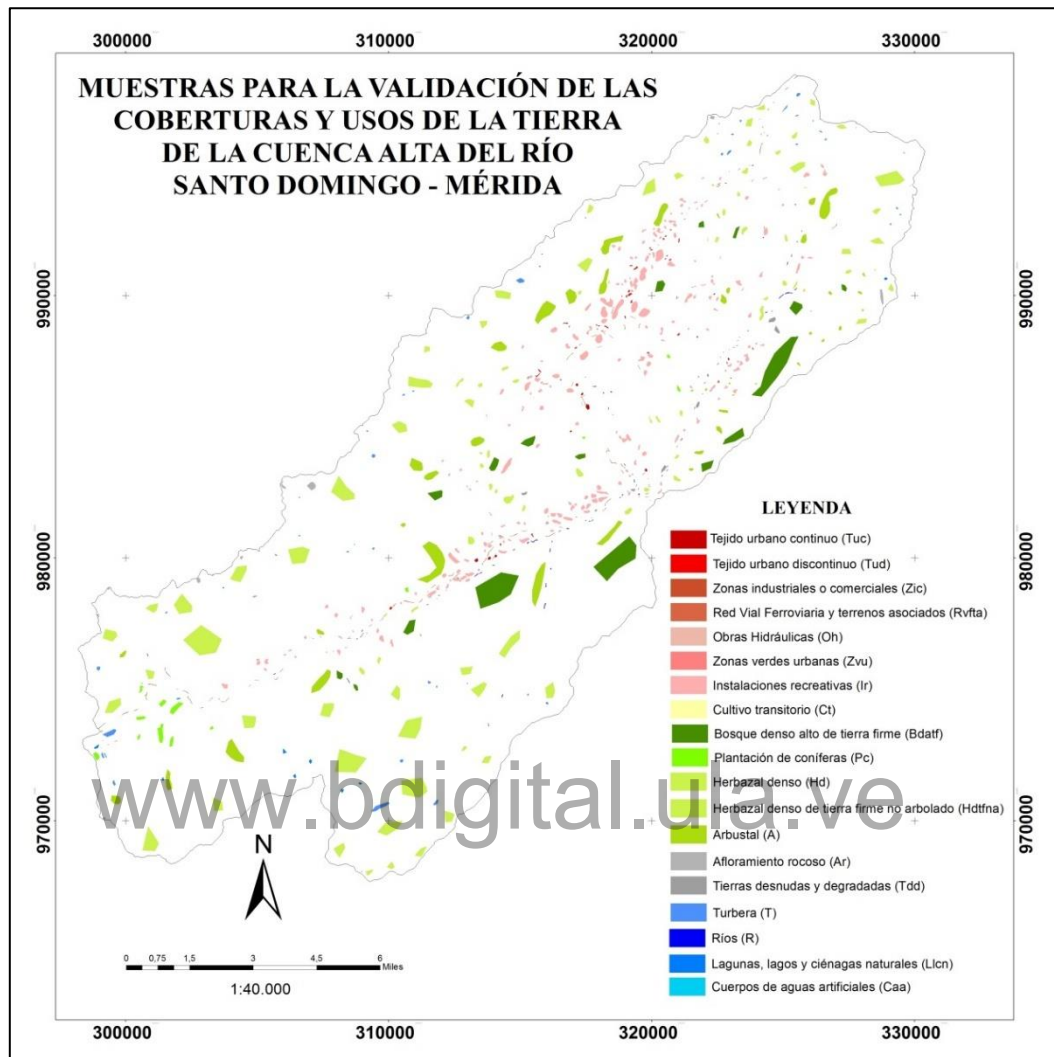 300000 310000 320000 330000
MUESTRAS PARA LA VALIDACIÓN DE LAS
COBERTURAS Y USOS DE LA TIERRA
DE LA CUENCA ALTA DEL RÍO
SANTO DOMINGO - MÉRIDA
990000 990000
980000 980000
970000 970000
LEYENDA
Tejido urbano continuo (Tuc)
Tejido urbano discontinuo (Tud)
Zonas industriales o comerciales (Zic)
Red Vial Ferroviaria y terrenos asociados (Rvfta)
Obras Hidráulicas (Oh)
Zonas verdes urbanas (Zvu)
Instalaciones recreativas (Ir)
Cultivo transitorio (Ct)
Bosque denso alto de tierra firme (Bdatf)
Plantación de coníferas (Pc)
Herbazal denso (Hd)
Herbazal denso de tierra firme no arbolado (Hdtfna)
Arbustal (A)
Afloramiento rocoso (Ar)
Tierras desnudas y degradadas (Tdd)
Turbera (T)
Ríos (R)
Lagunas, lagos y ciénagas naturales (Llcn)
Cuerpos de aguas artificiales (Caa)
www.bdigital.ula.ve
N
0 0,75 1,5 3 4,5 6
Miles
1:40.000
300000 310000 320000 330000